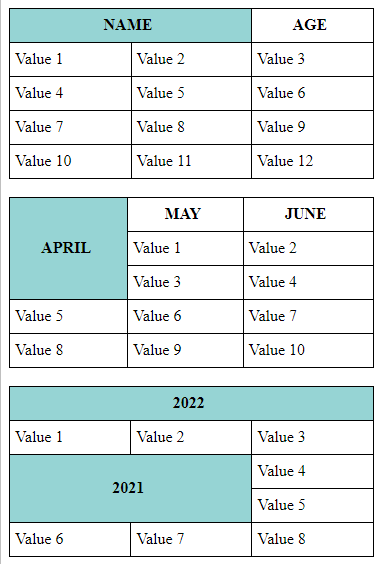 NAME AGE
Value 1 Value 2 Value 3
Value 4 Value 5 Value 6
Value 7 Value 8 Value 9
Value 10 Value 11 Value 12
APRIL MAY JUNE
Value 1 Value 2
Value 3 Value 4
Value 5 Value 6 Value 7
Value 8 Value 9 Value 10
2022
Value 1 Value 2 Value 3
2021 Value 4
Value 5
Value 6 Value 7 Value 8